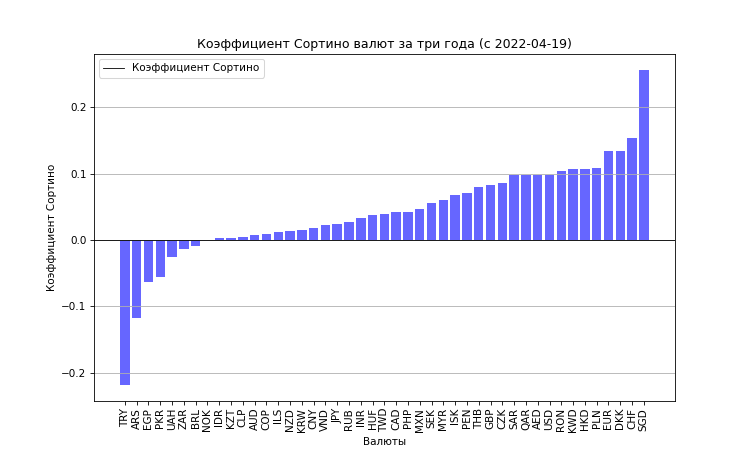 Коэффициент Сортино валют за три года (с 2022-04-19)
Коэффициент Сортино
Коэффициент Сортино
0.2
0.1
0.0
−0.1
−0.2
TRY
ARS
EGP
PKR
UAH
ZAR
BRL
NOK
IDR
KZT
CLP
AUD
COP
ILS
NZD
KRW
CNY
VND
JPY
RUB
INR
HUF
TWD
CAD
PHP
MXN
SEK
MYR
ISK
PEN
THB
GBP
CZK
SAR
QAR
AED
USD
RON
KWD
HKD
PLN
EUR
DKK
CHF
SGD
Валюты